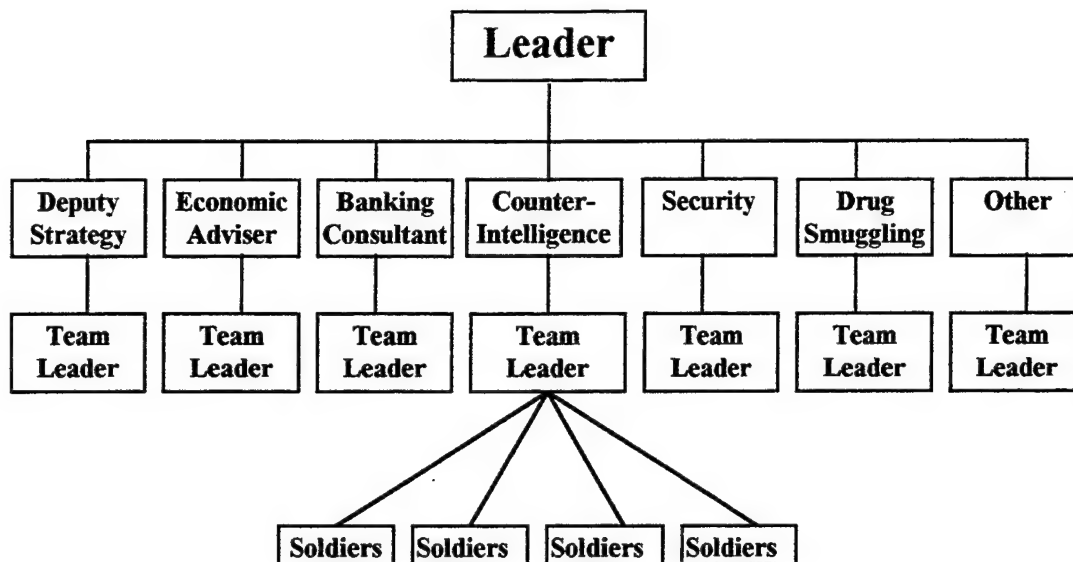 Leader
Deputy
Strategy
Economic
Adviser
Banking
Consultant
Counter-
Intelligence
Security
Drug
Smuggling
Other
Team
Leader
Team
Leader
Team
Leader
Team
Leader
Team
Leader
Team
Leader
Team
Leader
Soldiers
Soldiers
Soldiers
Soldiers